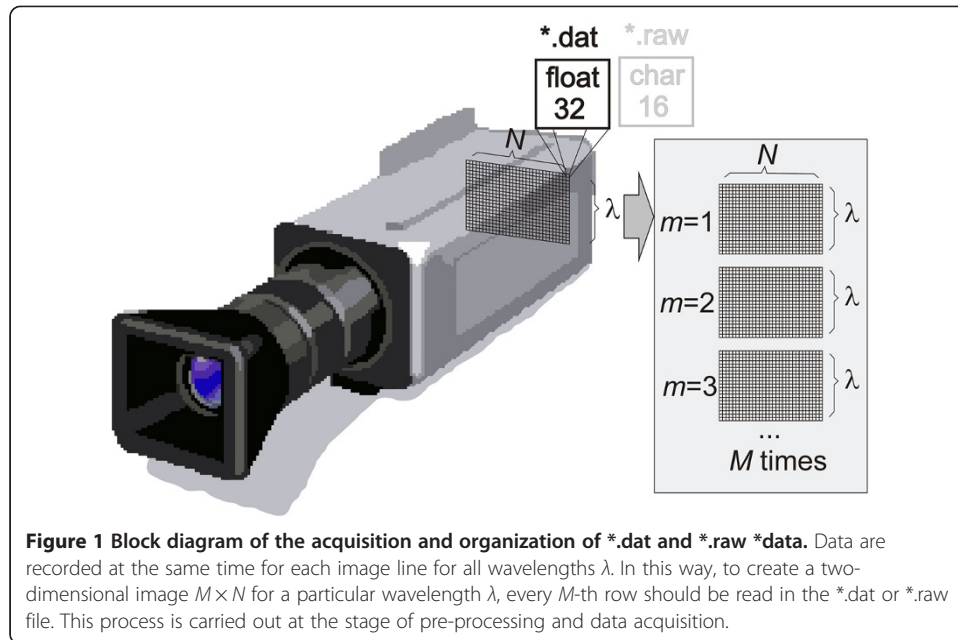 *.dat *.raw
float char
32 16
N
λ
N
m=1 λ
m=2 λ
m=3 λ
...
M times
Figure 1 Block diagram of the acquisition and organization of *.dat and *.raw *data. Data are
recorded at the same time for each image line for all wavelengths λ. In this way, to create a two-
dimensional image M × N for a particular wavelength λ, every M-th row should be read in the *.dat or *.raw
file. This process is carried out at the stage of pre-processing and data acquisition.